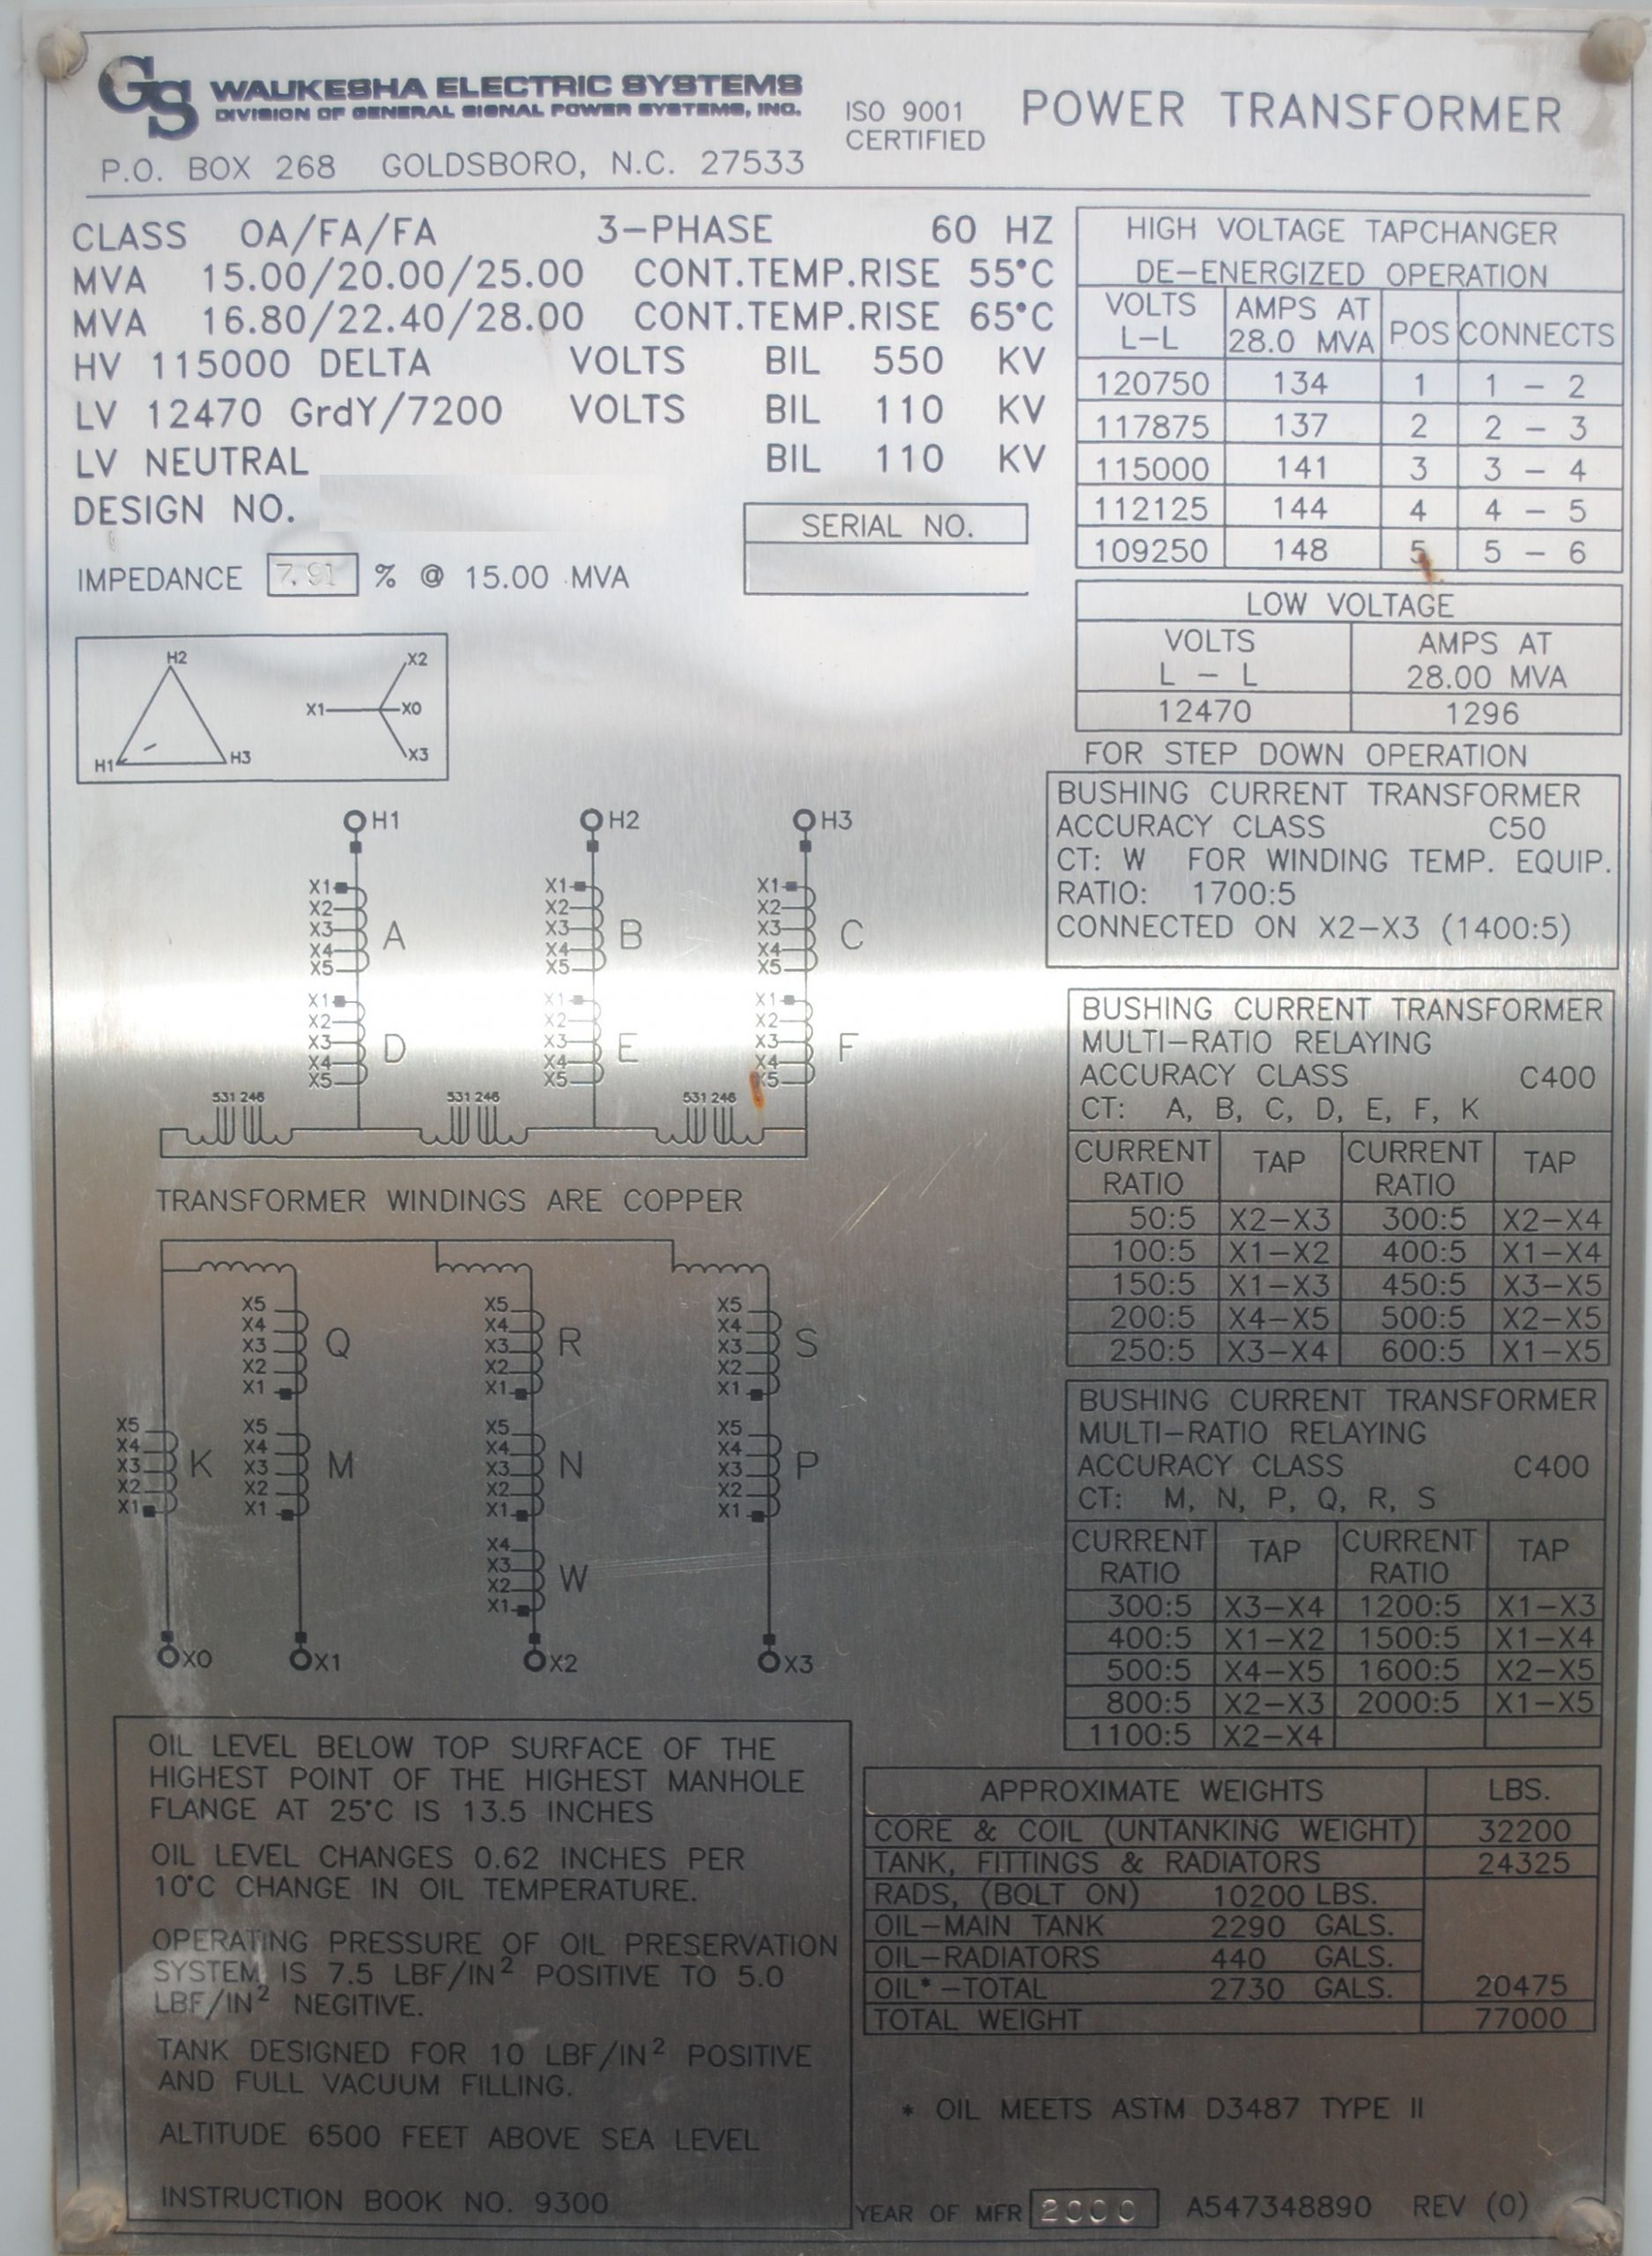 GS WAUKESHA ELECTRIC SYSTEMS
DIVISION OF GENERAL SIGNAL POWER SYSTEMS, INC.
P.O. BOX 268 GOLDSBORO, N.C. 27533
ISO 9001
CERTIFIED
POWER TRANSFORMER
CLASS OA/FA/FA 3-PHASE 60 HZ
MVA 15.00/20.00/25.00 CONT.TEMP.RISE 55°C
MVA 16.80/22.40/28.00 CONT.TEMP.RISE 65°C
HV 115000 DELTA VOLTS BIL 550 KV
LV 12470 GrdY/7200 VOLTS BIL 110 KV
LV NEUTRAL BIL 110 KV
DESIGN NO.
SERIAL NO.
IMPEDANCE 7.91 % @ 15.00 MVA
HIGH VOLTAGE TAPCHANGER
DE-ENERGIZED OPERATION
VOLTS L-L AMPS AT 28.0 MVA POS CONNECTS
120750 134 1 1 - 2
117875 137 2 2 - 3
115000 141 3 3 - 4
112125 144 4 4 - 5
109250 148 5 5 - 6
LOW VOLTAGE
VOLTS AMPS AT
L - L 28.00 MVA
12470 1296
FOR STEP DOWN OPERATION
H2
H1 H3
X2
X1 X0
X3
BUSHING CURRENT TRANSFORMER
ACCURACY CLASS C50
CT: W FOR WINDING TEMP. EQUIP.
RATIO: 1700:5
CONNECTED ON X2-X3 (1400:5)
H1 H2 H3
X1 X1 X1
X2 X2 X2
X3 A X3 B X3 C
X4 X4 X4
X5 X5 X5
X1 X1 X1
X2 X2 X2
X3 D X3 E X3 F
X4 X4 X4
X5 X5 X5
531 246 531 246 531 246
TRANSFORMER WINDINGS ARE COPPER
X5 X5 X5
X4 X4 X4
X3 Q X3 R X3 S
X2 X2 X2
X1 X1 X1
X5 X5 X5 X5
X4 X4 X4 X4
X3 K X3 M X3 N X3 P
X2 X2 X2 X2
X1 X1 X1 X1
X4
X3
X2 W
X1
X0 X1 X2 X3
BUSHING CURRENT TRANSFORMER
MULTI-RATIO RELAYING
ACCURACY CLASS C400
CT: A, B, C, D, E, F, K
CURRENT RATIO TAP CURRENT RATIO TAP
50:5 X2-X3 300:5 X2-X4
100:5 X1-X2 400:5 X1-X4
150:5 X1-X3 450:5 X3-X5
200:5 X4-X5 500:5 X2-X5
250:5 X3-X4 600:5 X1-X5
BUSHING CURRENT TRANSFORMER
MULTI-RATIO RELAYING
ACCURACY CLASS C400
CT: M, N, P, Q, R, S
CURRENT RATIO TAP CURRENT RATIO TAP
300:5 X3-X4 1200:5 X1-X3
400:5 X1-X2 1500:5 X1-X4
500:5 X4-X5 1600:5 X2-X5
800:5 X2-X3 2000:5 X1-X5
1100:5 X2-X4
OIL LEVEL BELOW TOP SURFACE OF THE
HIGHEST POINT OF THE HIGHEST MANHOLE
FLANGE AT 25°C IS 13.5 INCHES
OIL LEVEL CHANGES 0.62 INCHES PER
10°C CHANGE IN OIL TEMPERATURE.
OPERATING PRESSURE OF OIL PRESERVATION
SYSTEM IS 7.5 LBF/IN² POSITIVE TO 5.0
LBF/IN² NEGITIVE.
TANK DESIGNED FOR 10 LBF/IN² POSITIVE
AND FULL VACUUM FILLING.
ALTITUDE 6500 FEET ABOVE SEA LEVEL
INSTRUCTION BOOK NO. 9300
APPROXIMATE WEIGHTS LBS.
CORE & COIL (UNTANKING WEIGHT) 32200
TANK, FITTINGS & RADIATORS 24325
RADS, (BOLT ON) 10200 LBS.
OIL-MAIN TANK 2290 GALS.
OIL-RADIATORS 440 GALS.
OIL*-TOTAL 2730 GALS. 20475
TOTAL WEIGHT 77000
* OIL MEETS ASTM D3487 TYPE II
YEAR OF MFR 2000 A547348890 REV (0)